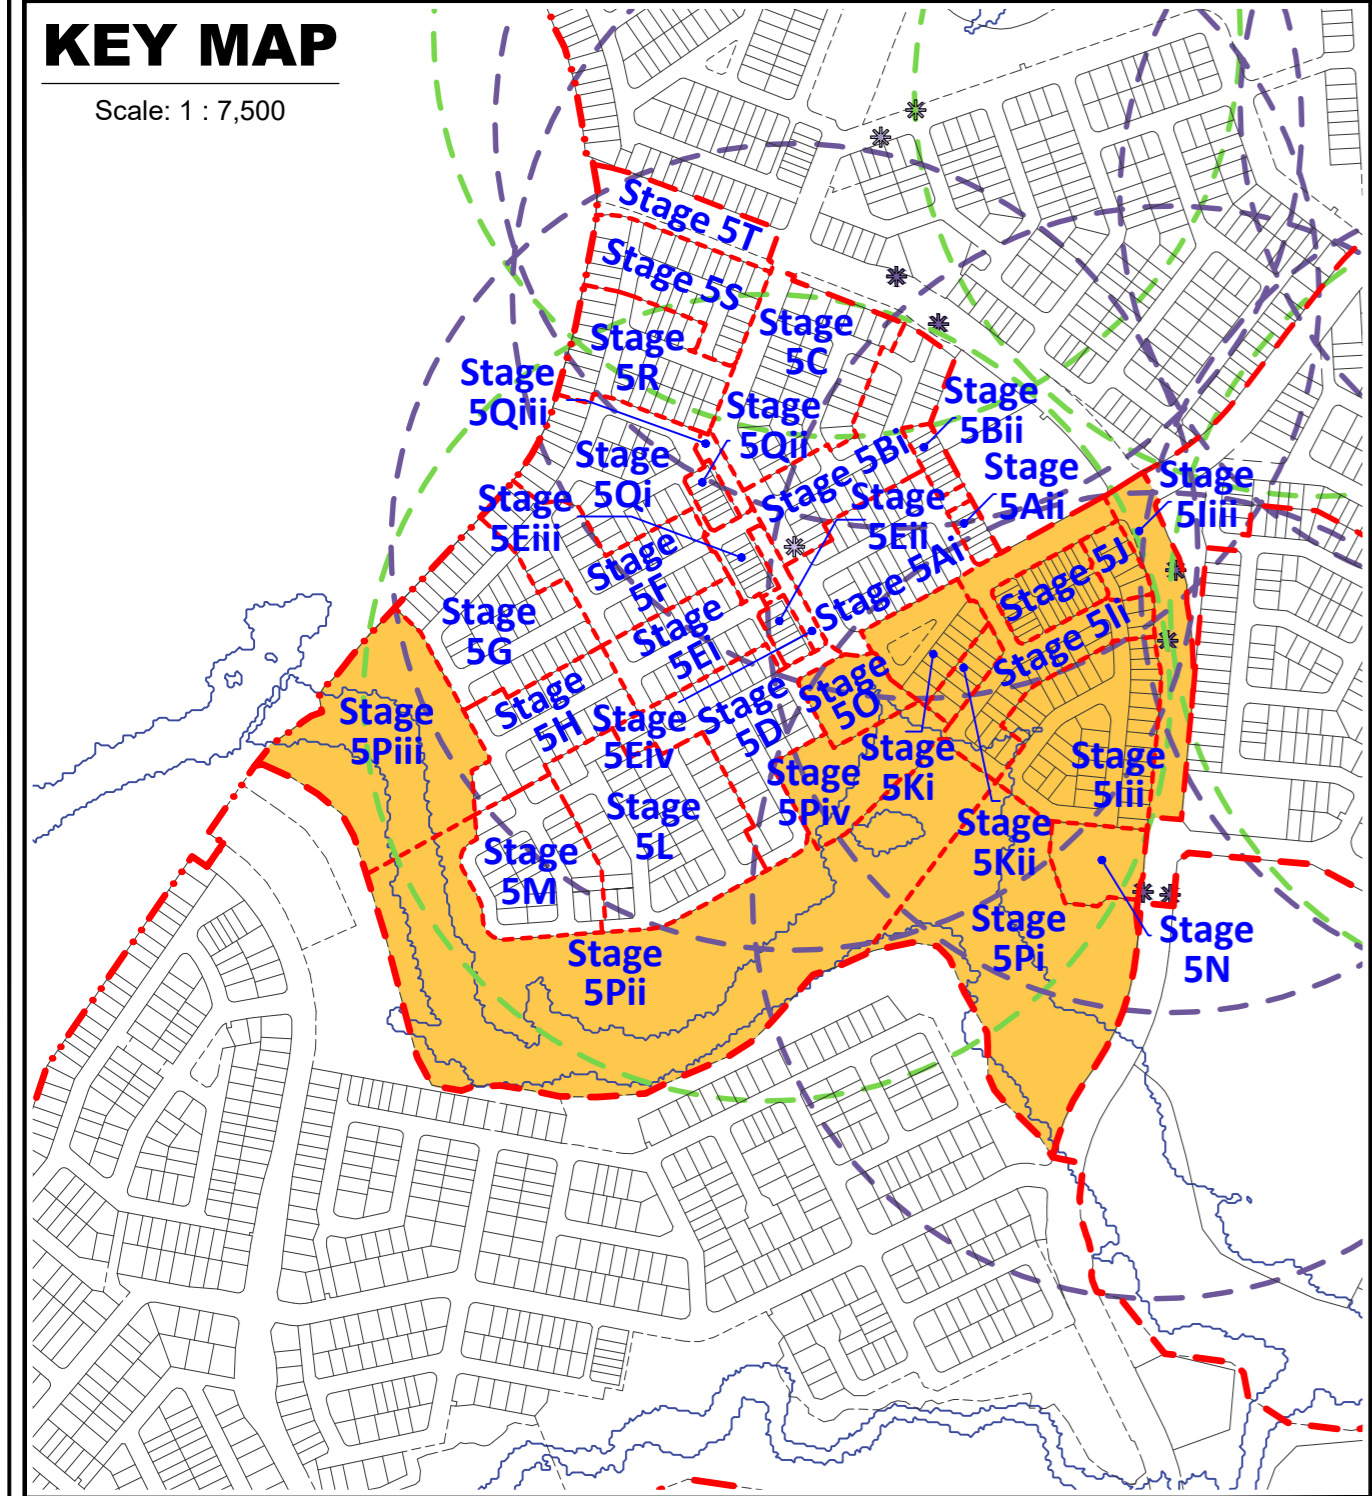 KEY MAP
Scale: 1 : 7,500
Stage 5T
Stage 5S
Stage
5R
Stage
5C
Stage
5Qiii
Stage
5Qii
Stage
5Bii
Stage
5Qi
Stage 5Bi
Stage
5Aii
Stage
5Iiii
Stage
5Eiii
Stage
5Eii
Stage
5F
Stage 5Ai
Stage 5J
Stage
5G
Stage
5Ei
Stage 5Ii
Stage
5H
Stage
5Eiv
Stage
5D
Stage
5O
Stage
5Piii
Stage
5Ki
Stage
5Iii
Stage
5Piv
Stage
5L
Stage
5Kii
Stage
5M
Stage
5Pi
Stage
5N
Stage
5Pii